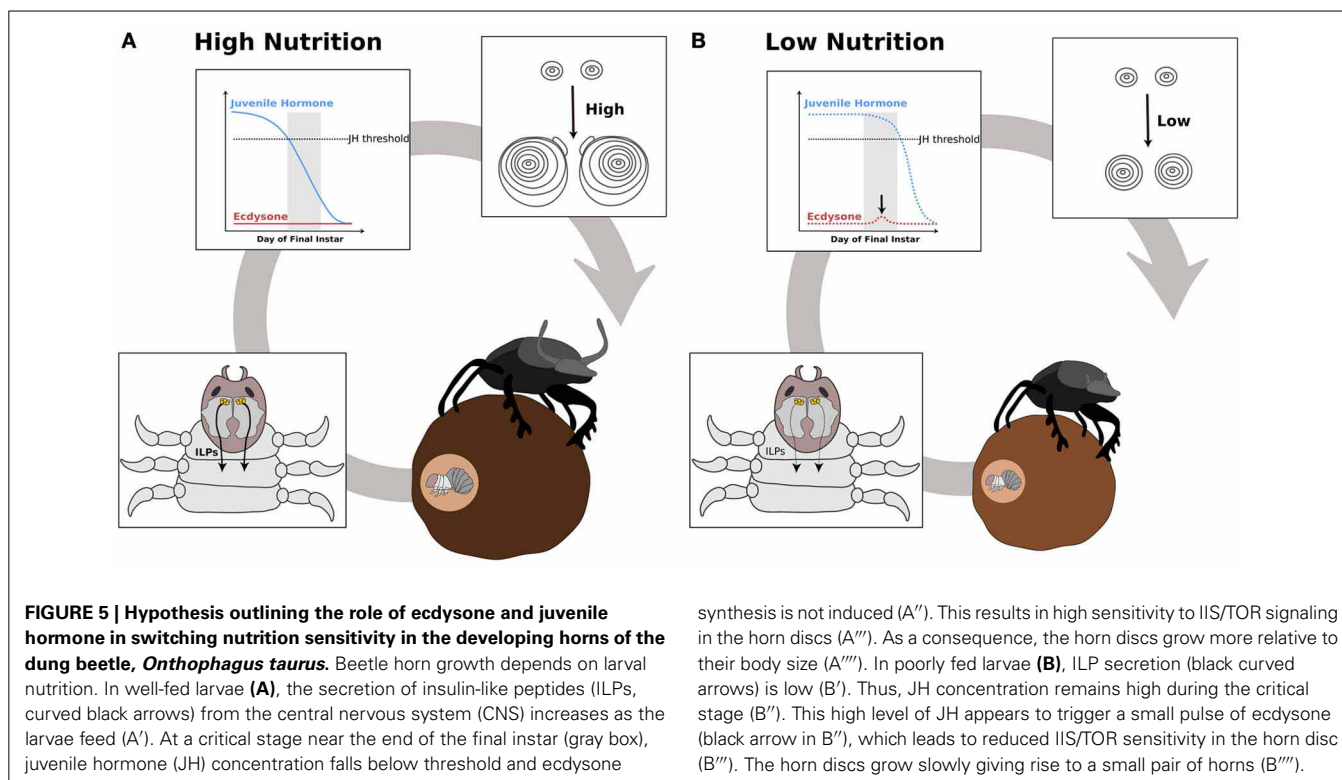 A
High Nutrition
Juvenile Hormone
JH threshold
Ecdysone
Day of Final Instar
High
ILPs
B
Low Nutrition
Juvenile Hormone
JH threshold
Ecdysone
Day of Final Instar
Low
ILPs
FIGURE 5 | Hypothesis outlining the role of ecdysone and juvenile
hormone in switching nutrition sensitivity in the developing horns of the
dung beetle, Onthophagus taurus. Beetle horn growth depends on larval
nutrition. In well-fed larvae (A), the secretion of insulin-like peptides (ILPs,
curved black arrows) from the central nervous system (CNS) increases as the
larvae feed (A′). At a critical stage near the end of the final instar (gray box),
juvenile hormone (JH) concentration falls below threshold and ecdysone
synthesis is not induced (A″). This results in high sensitivity to IIS/TOR signaling
in the horn discs (A‴). As a consequence, the horn discs grow more relative to
their body size (A⁗). In poorly fed larvae (B), ILP secretion (black curved
arrows) is low (B′). Thus, JH concentration remains high during the critical
stage (B″). This high level of JH appears to trigger a small pulse of ecdysone
(black arrow in B″), which leads to reduced IIS/TOR sensitivity in the horn disc
(B‴). The horn discs grow slowly giving rise to a small pair of horns (B⁗).